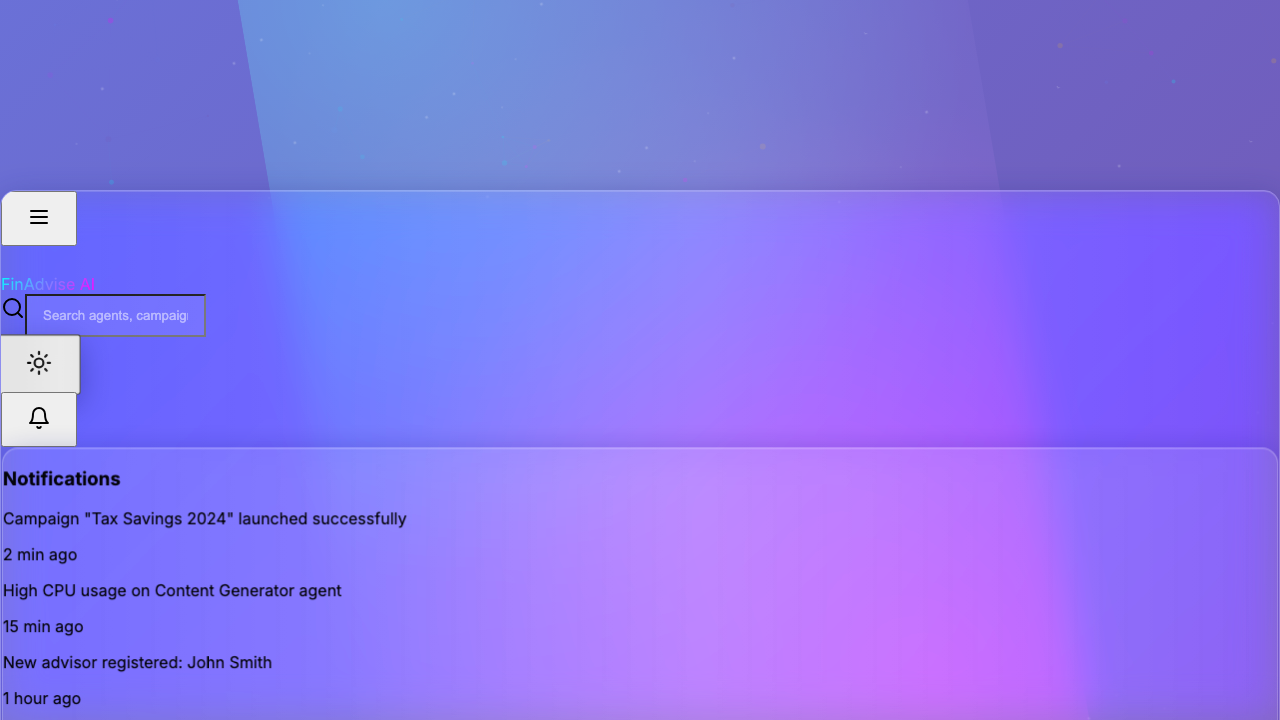 FinAdvise AI
Search agents, campaig
Notifications
Campaign "Tax Savings 2024" launched successfully
2 min ago
High CPU usage on Content Generator agent
15 min ago
New advisor registered: John Smith
1 hour ago